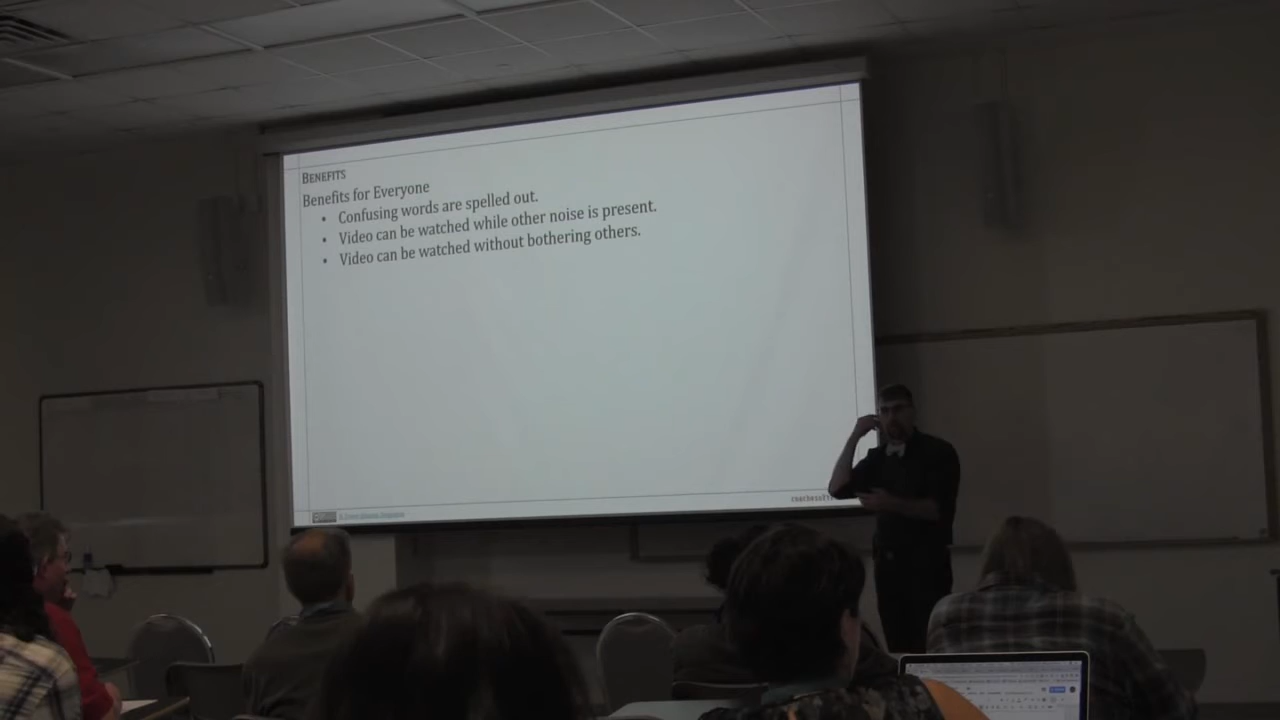 BENEFITS
Benefits for Everyone
• Confusing words are spelled out.
• Video can be watched while other noise is present.
• Video can be watched without bothering others.